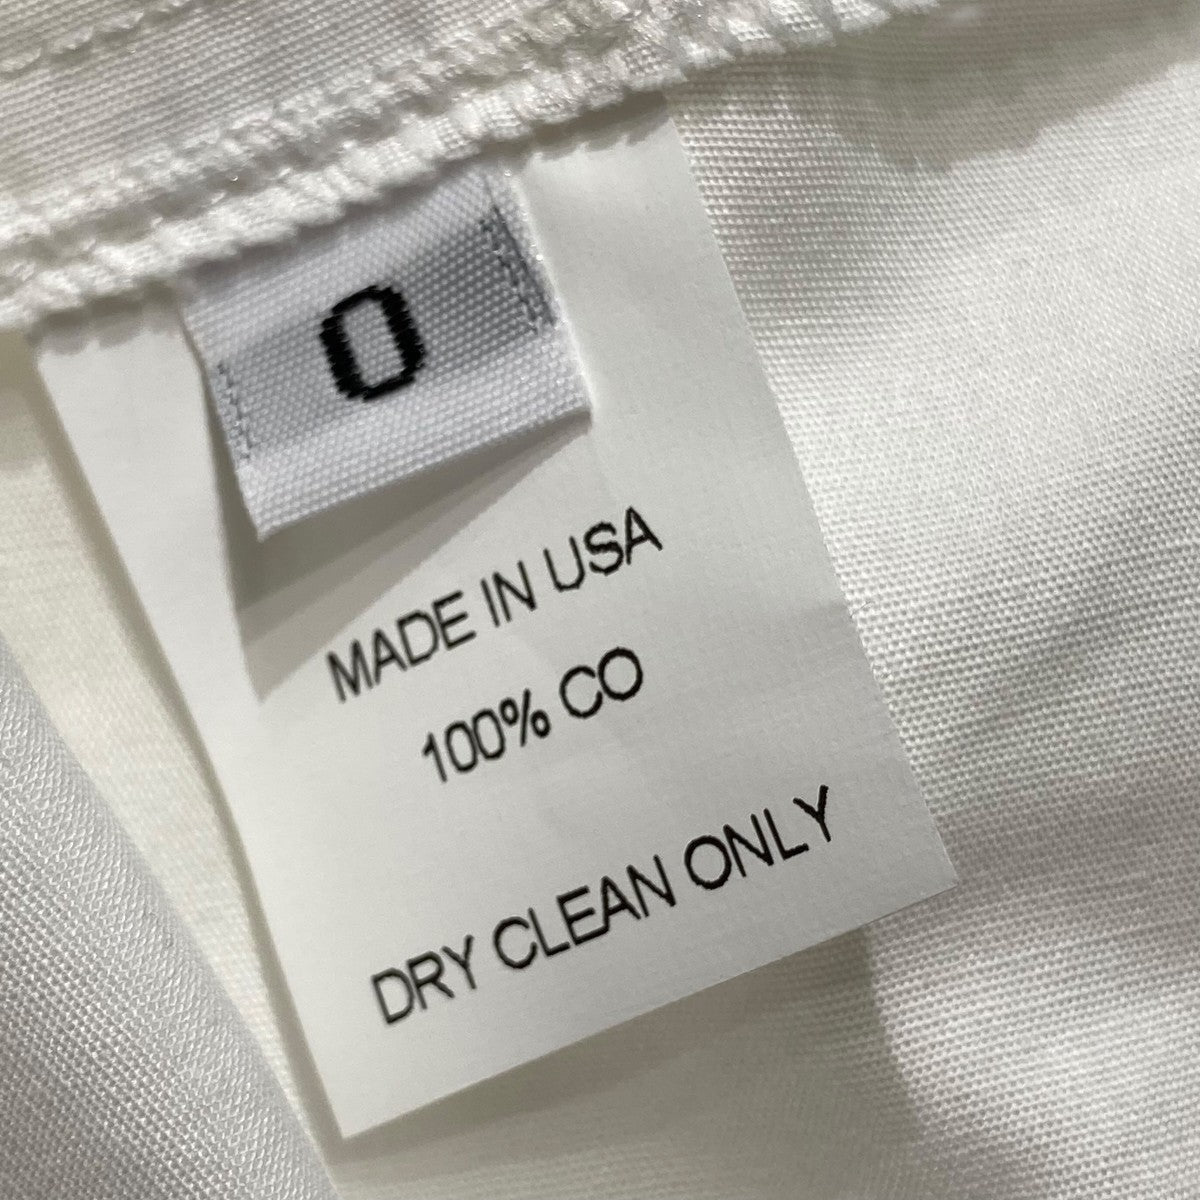 0
MADE IN USA
100% CO
DRY CLEAN ONLY